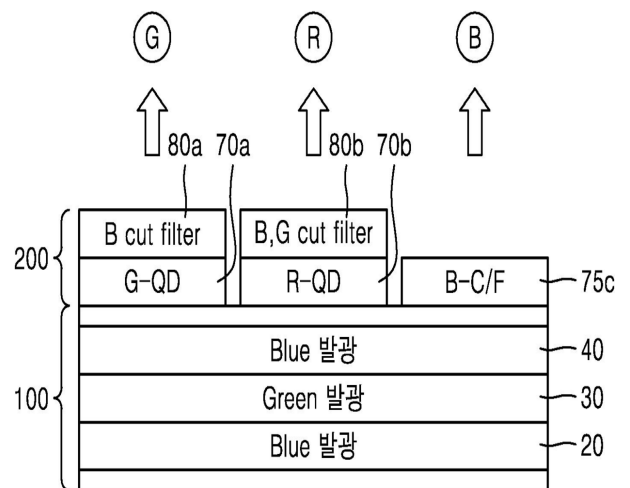 G R B
80a 70a 80b 70b
B cut filter B,G cut filter
200
G-QD R-QD B-C/F 75c
Blue 발광 40
100 Green 발광 30
Blue 발광 20